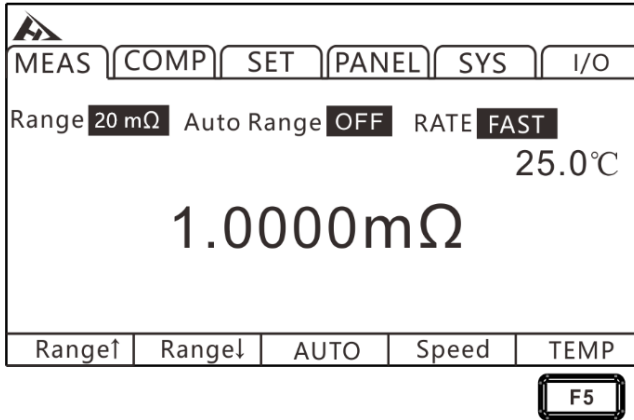 MEAS COMP SET PANEL SYS I/O
Range 20 mΩ Auto Range OFF RATE FAST
25.0℃
1.0000mΩ
Range↑ Range↓ AUTO Speed TEMP
F5